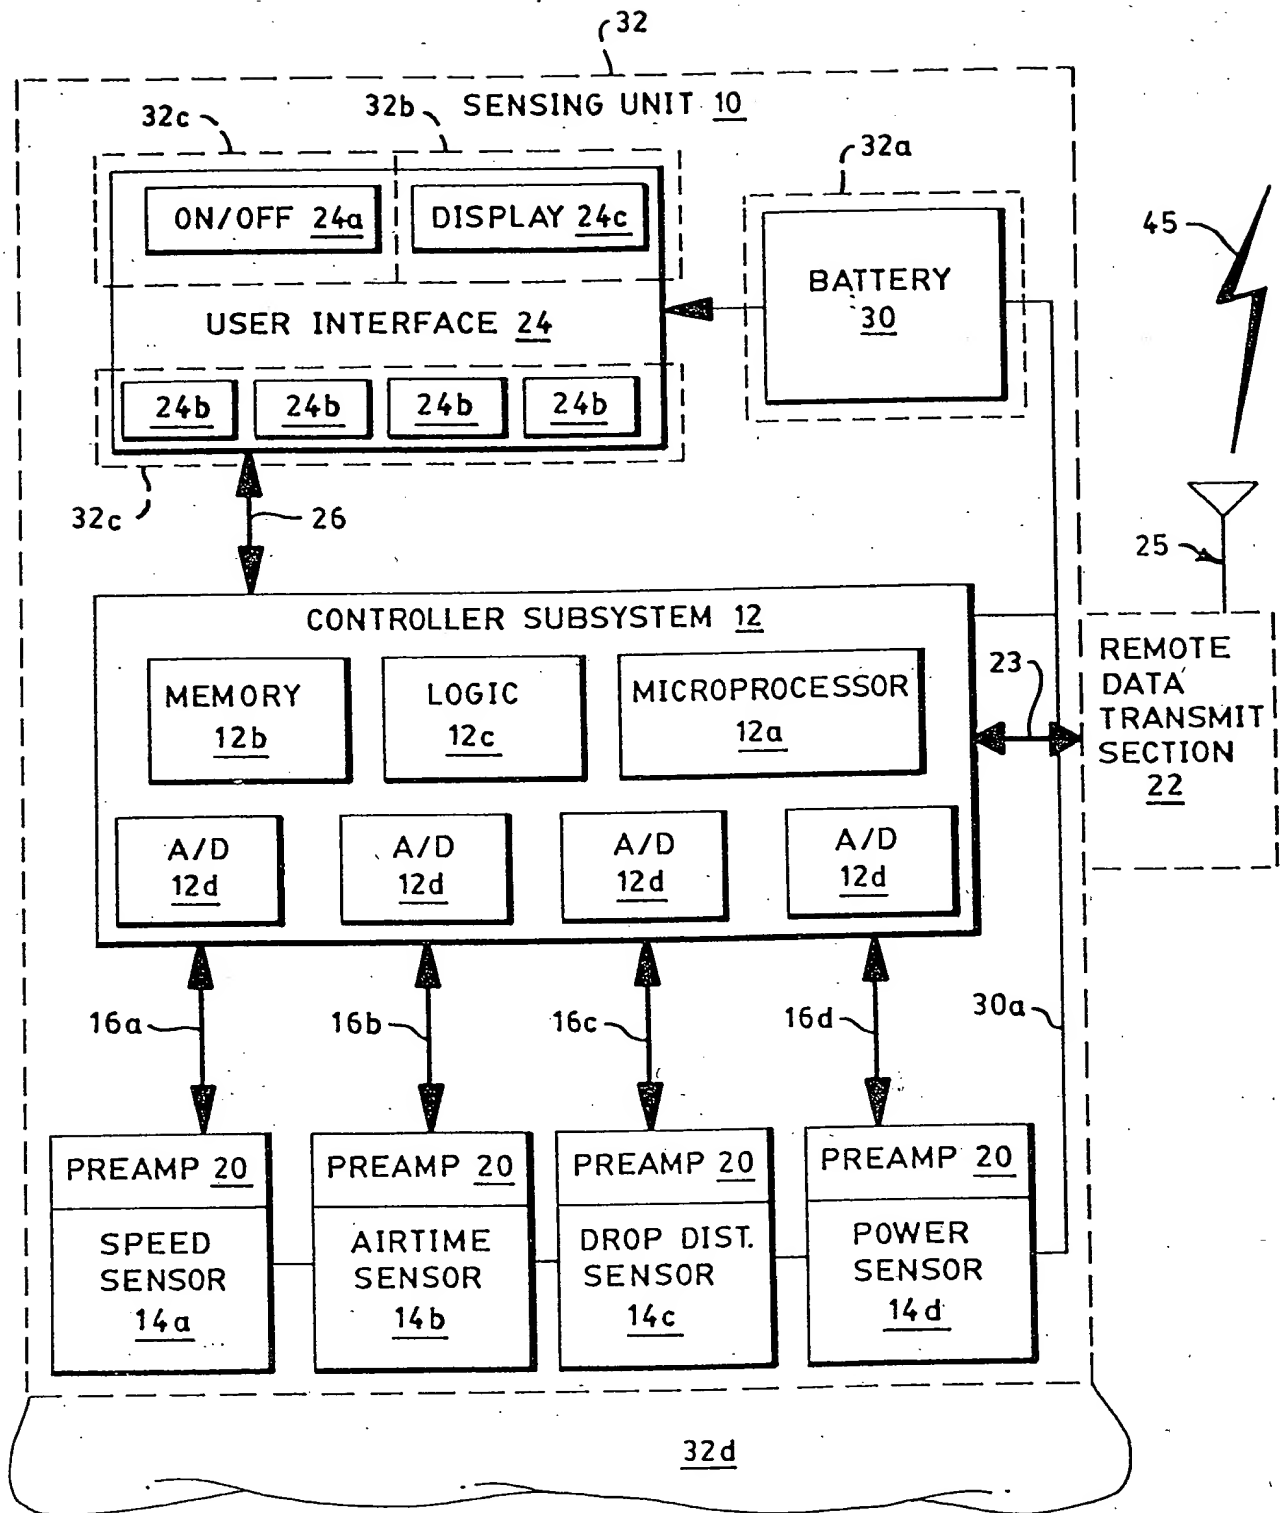 32
SENSING UNIT 10
32c
32b
32a
ON/OFF 24a
DISPLAY 24c
BATTERY
30
45
USER INTERFACE 24
24b
24b
24b
24b
32c
26
25
CONTROLLER SUBSYSTEM 12
MEMORY
12b
LOGIC
12c
MICROPROCESSOR
12a
23
REMOTE
DATA
TRANSMIT
SECTION
22
A/D
12d
A/D
12d
A/D
12d
A/D
12d
16a
16b
16c
16d
30a
PREAMP 20
PREAMP 20
PREAMP 20
PREAMP 20
SPEED
SENSOR
14a
AIRTIME
SENSOR
14b
DROP DIST.
SENSOR
14c
POWER
SENSOR
14d
32d